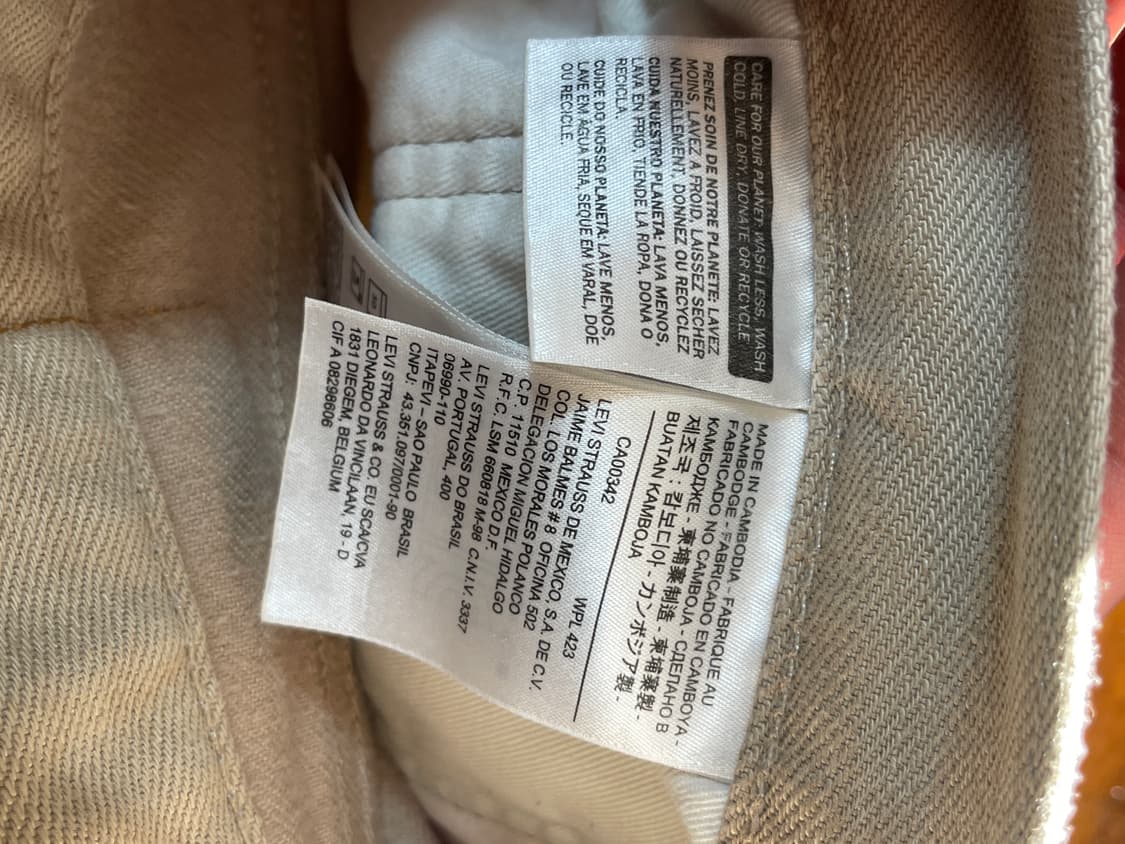 CARE FOR OUR PLANET: WASH LESS, WASH
COLD, LINE DRY, DONATE OR RECYCLE
PRENEZ SOIN DE NOTRE PLANETE: LAVEZ
MOINS, LAVEZ A FROID, LAISSEZ SECHER
NATURELLEMENT, DONNEZ OU RECYCLEZ
CUIDA NUESTRO PLANETA: LAVA MENOS,
LAVA EN FRIO, TIENDE LA ROPA, DONA O
RECICLA.
CUIDE DO NOSSO PLANETA: LAVE MENOS,
LAVE EM ÁGUA FRIA, SEQUE EM VARAL, DOE
OU RECICLE.
MADE IN CAMBODIA - FABRIQUE AU
CAMBODGE - FABRICADO EN CAMBOYA -
FABRICADO NO CAMBOJA - СДЕЛАНО В
КАМБОДЖЕ - 柬埔寨制造 - 柬埔寨製 -
제조국 : 캄보디아 - カンボジア製 -
BUATAN KAMBOJA
CA00342 WPL 423
LEVI STRAUSS DE MEXICO, S.A. DE C.V.
JAIME BALMES # 8 OFICINA 502
COL. LOS MORALES POLANCO
DELEGACION MIGUEL HIDALGO
C.P. 11510 MEXICO D.F.
R.F.C. LSM 860818 M-98 C.N.I.V. 3337
LEVI STRAUSS DO BRASIL
AV. PORTUGAL, 400
06990-110
ITAPEVI – SAO PAULO BRASIL
CNPJ: 43.351.097/0001-90
LEVI STRAUSS & CO. EU SCA/CVA
LEONARDO DA VINCILAAN, 19 - D
1831 DIEGEM, BELGIUM
CIF A 08298606